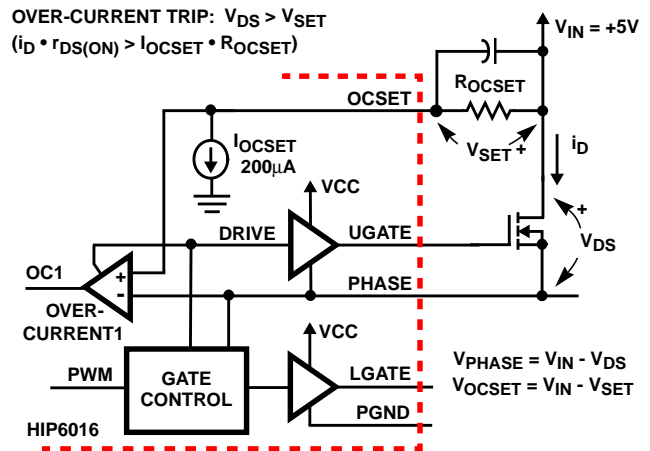 OVER-CURRENT TRIP: VDS > VSET
(iD • rDS(ON) > IOCSET • ROCSET)
VIN = +5V
OCSET
ROCSET
VSET +
iD
IOCSET
200µA
VCC
DRIVE
UGATE
+
VDS
OC1
+
-
PHASE
OVER-
CURRENT1
VCC
PWM
GATE
CONTROL
LGATE
PGND
VPHASE = VIN - VDS
VOCSET = VIN - VSET
HIP6016